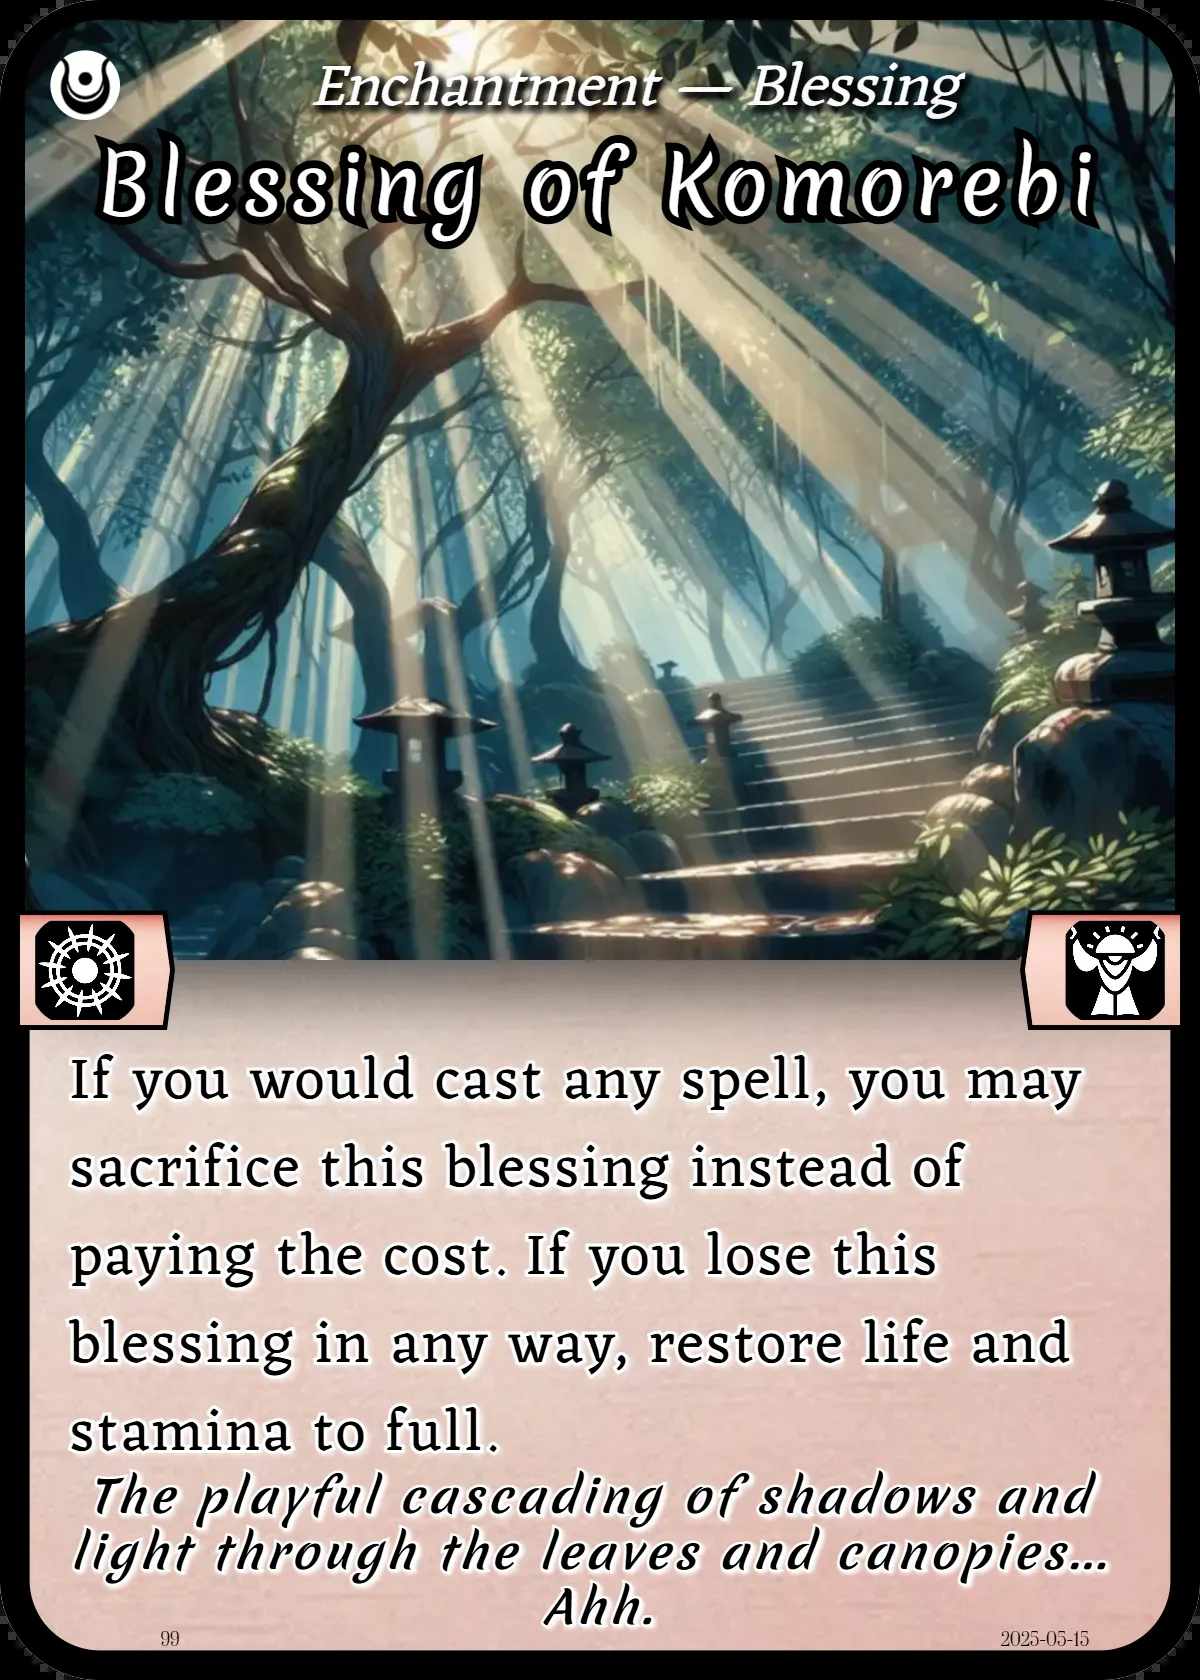 Enchantment — Blessing
Blessing of Komorebi
If you would cast any spell, you may
sacrifice this blessing instead of
paying the cost. If you lose this
blessing in any way, restore life and
stamina to full.
The playful cascading of shadows and
light through the leaves and canopies...
Ahh.
99
2025-05-15